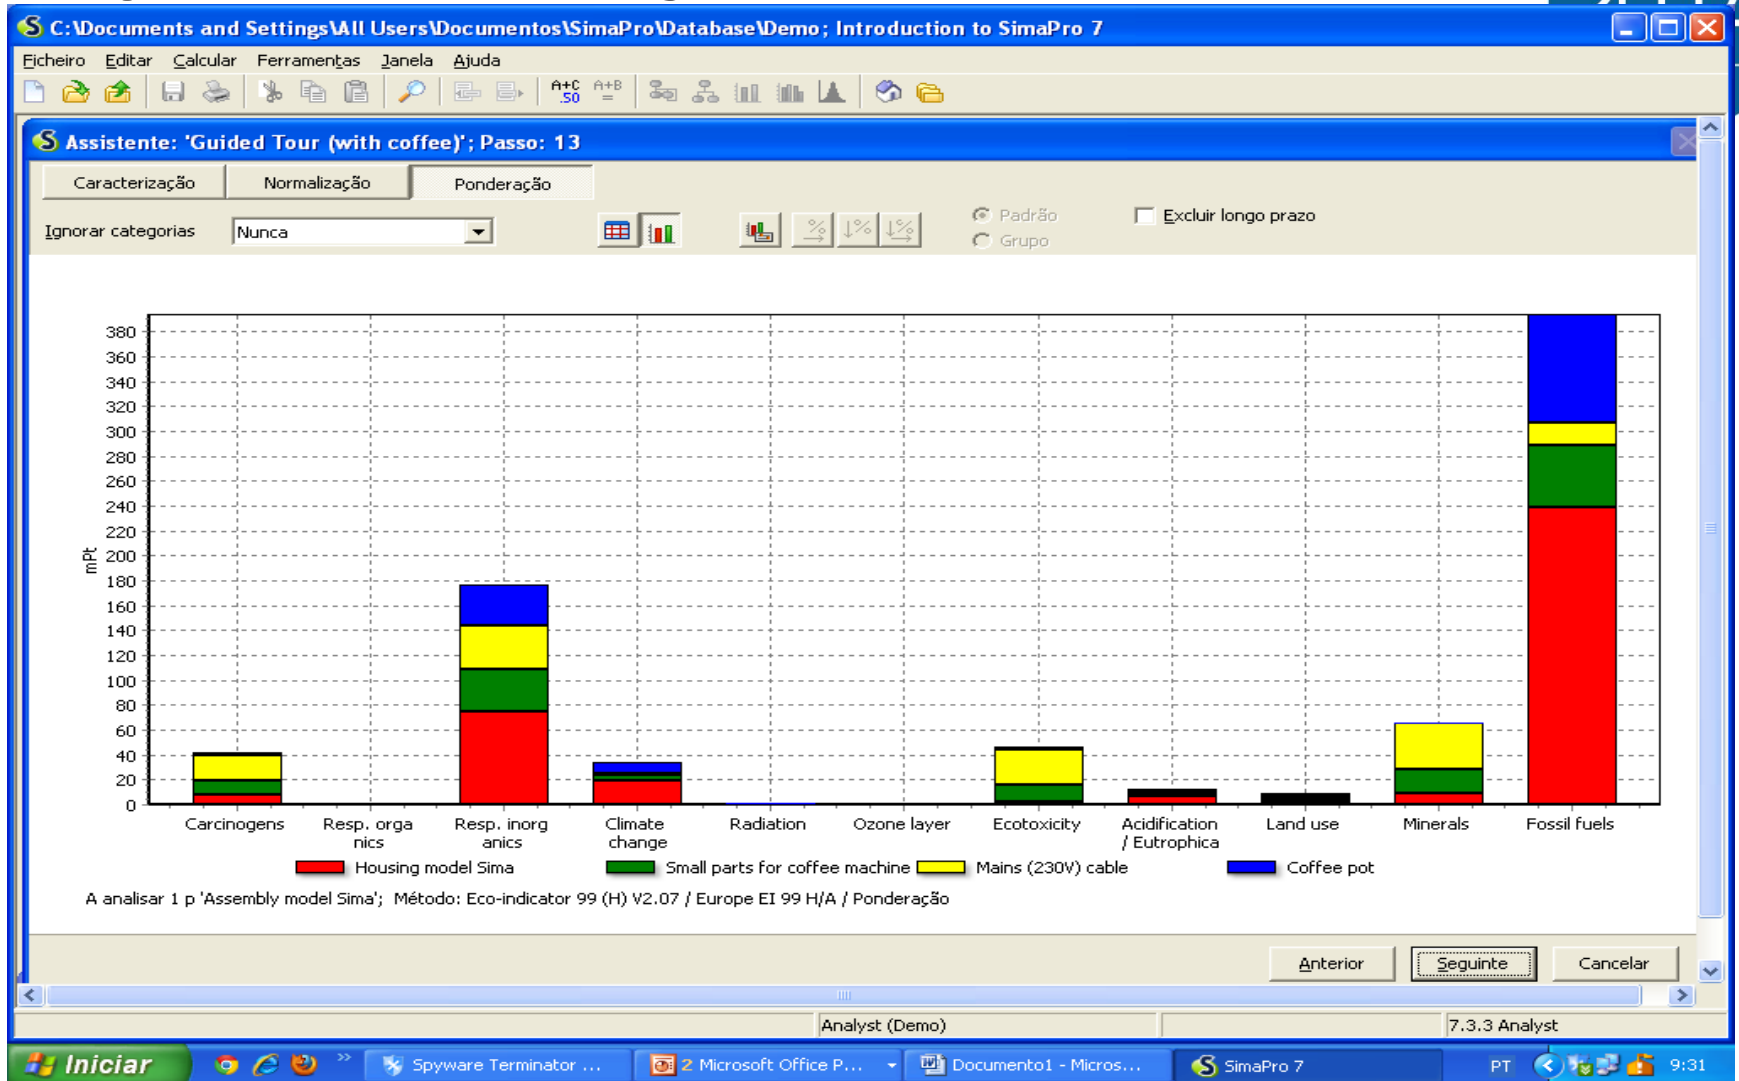 C:\Documents and Settings\All Users\Documentos\SimaPro\Database\Demo; Introduction to SimaPro 7
Ficheiro Editar Calcular Ferramentas Janela Ajuda
A+C .50 A+B =
Assistente: 'Guided Tour (with coffee)'; Passo: 13
Caracterização Normalização Ponderação
Ignorar categorias Nunca Padrão Grupo Excluir longo prazo
380
360
340
320
300
280
260
240
220
200
180
160
140
120
100
80
60
40
20
0
mPt
Carcinogens Resp. orga nics Resp. inorg anics Climate change Radiation Ozone layer Ecotoxicity Acidification / Eutrophica Land use Minerals Fossil fuels
Housing model Sima Small parts for coffee machine Mains (230V) cable Coffee pot
A analisar 1 p 'Assembly model Sima'; Método: Eco-indicator 99 (H) V2.07 / Europe EI 99 H/A / Ponderação
Anterior Seguinte Cancelar
Analyst (Demo) 7.3.3 Analyst
Iniciar Spyware Terminator ... 2 Microsoft Office P... Documento1 - Micros... SimaPro 7 PT 9:31